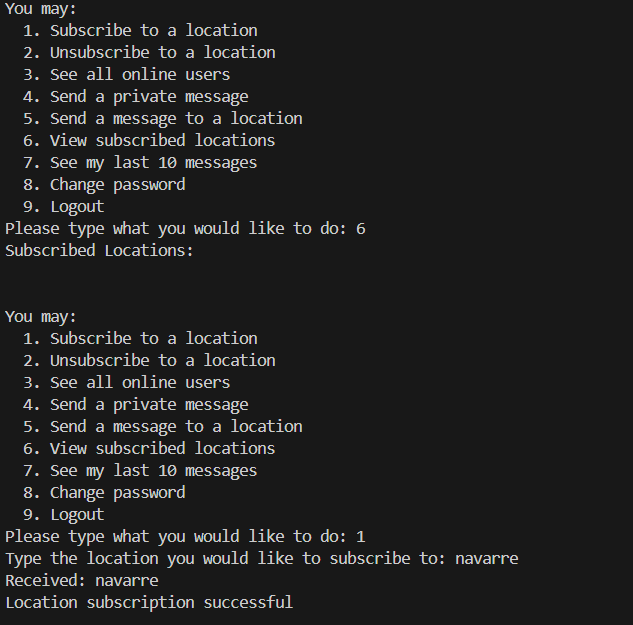 You may:
  1. Subscribe to a location
  2. Unsubscribe to a location
  3. See all online users
  4. Send a private message
  5. Send a message to a location
  6. View subscribed locations
  7. See my last 10 messages
  8. Change password
  9. Logout
Please type what you would like to do: 6
Subscribed Locations:
You may:
  1. Subscribe to a location
  2. Unsubscribe to a location
  3. See all online users
  4. Send a private message
  5. Send a message to a location
  6. View subscribed locations
  7. See my last 10 messages
  8. Change password
  9. Logout
Please type what you would like to do: 1
Type the location you would like to subscribe to: navarre
Received: navarre
Location subscription successful